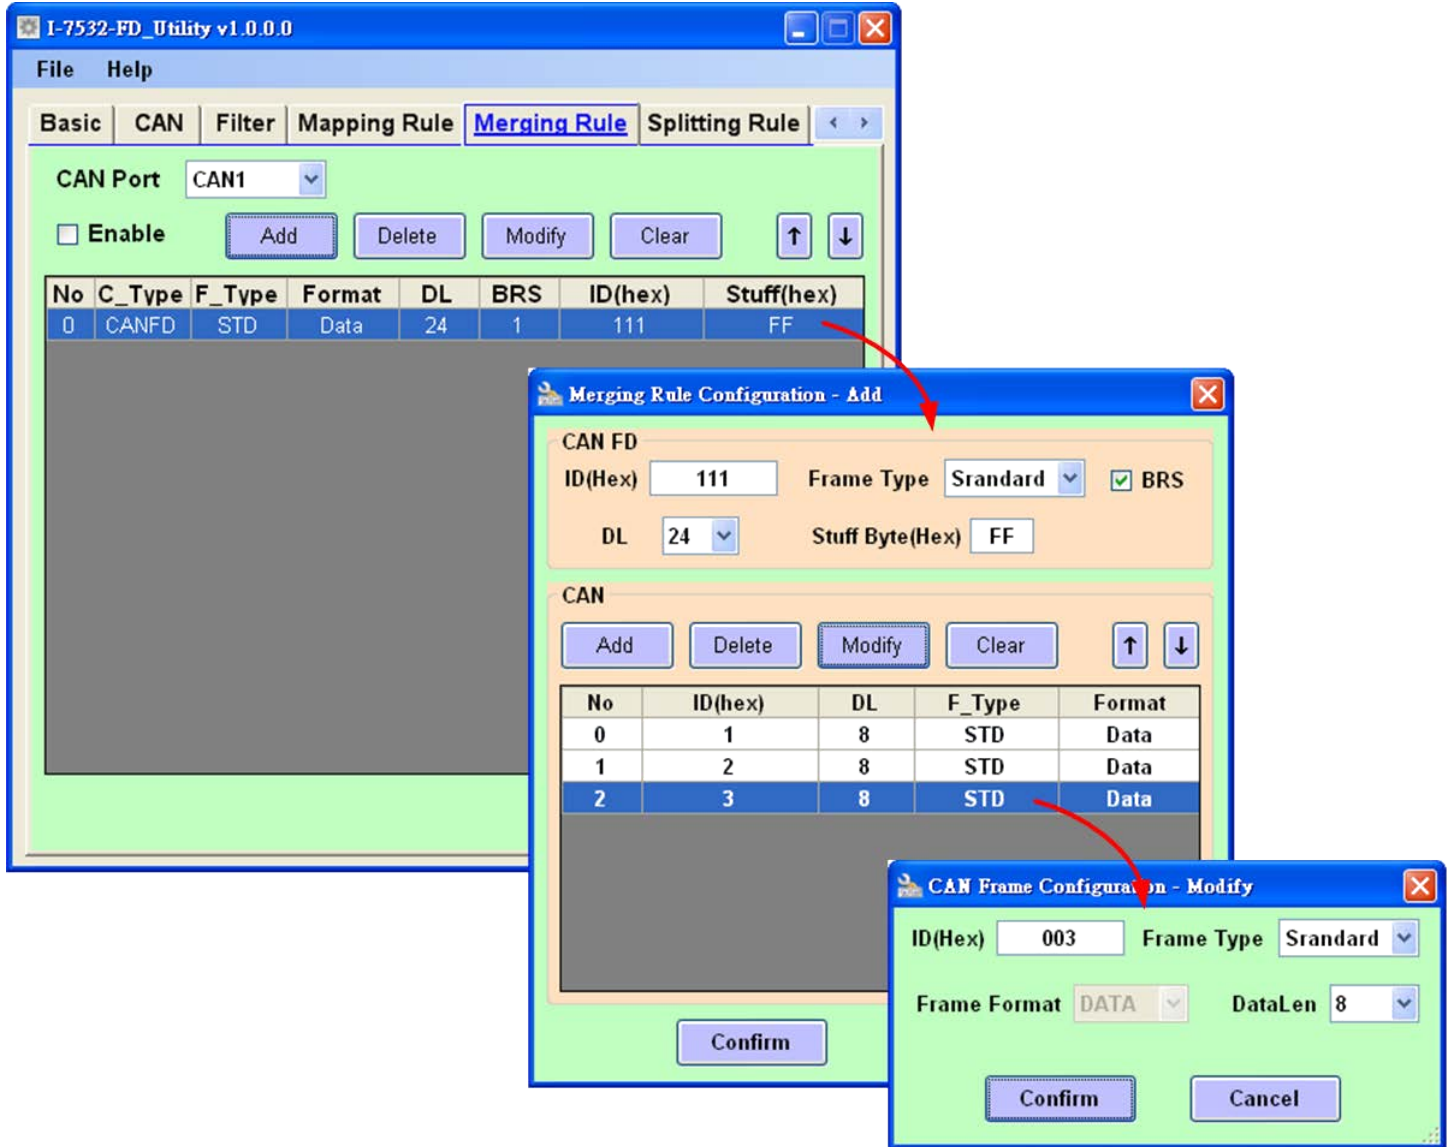 I-7532-FD_Utility v1.0.0.0
File Help
Basic CAN Filter Mapping Rule Merging Rule Splitting Rule
CAN Port CAN1
Enable Add Delete Modify Clear ↑ ↓
No C_Type F_Type Format DL BRS ID(hex) Stuff(hex)
0 CANFD STD Data 24 1 111 FF
Merging Rule Configuration - Add
CAN FD
ID(Hex) 111 Frame Type Srandard BRS
DL 24 Stuff Byte(Hex) FF
CAN
Add Delete Modify Clear ↑ ↓
No ID(hex) DL F_Type Format
0 1 8 STD Data
1 2 8 STD Data
2 3 8 STD Data
Confirm
CAN Frame Configuration - Modify
ID(Hex) 003 Frame Type Srandard
Frame Format DATA DataLen 8
Confirm Cancel